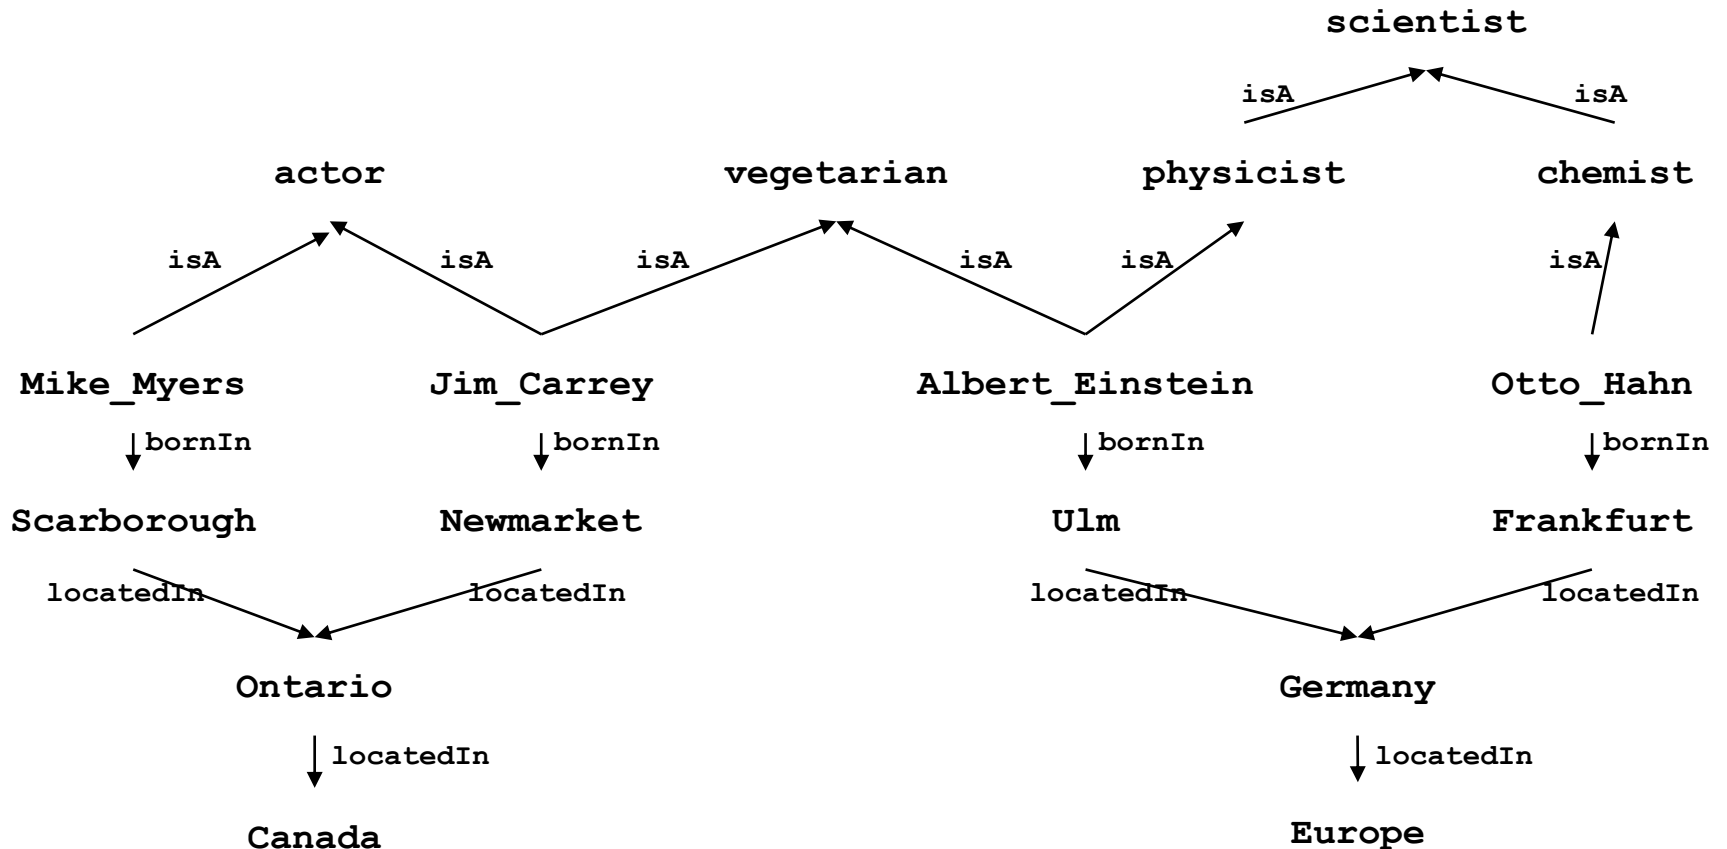 scientist
isA isA
actor vegetarian physicist chemist
isA isA isA isA isA isA
Mike_Myers Jim_Carrey Albert_Einstein Otto_Hahn
bornIn bornIn bornIn bornIn
Scarborough Newmarket Ulm Frankfurt
locatedIn locatedIn locatedIn locatedIn
Ontario Germany
locatedIn locatedIn
Canada Europe